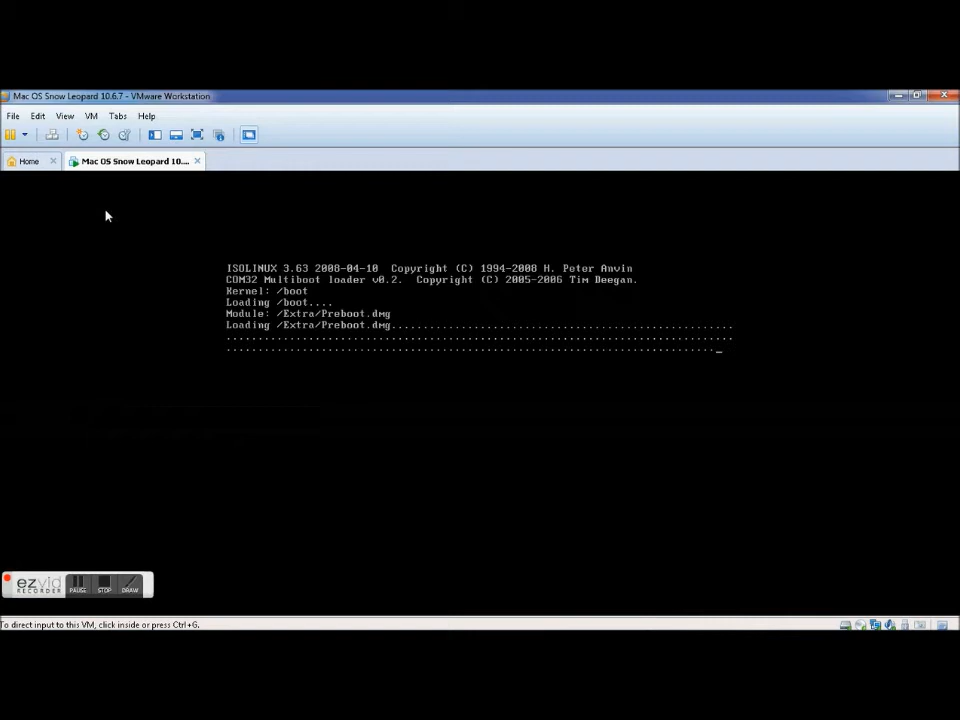 Mac OS Snow Leopard 10.6.7 - VMware Workstation
File Edit View VM Tabs Help
Home Mac OS Snow Leopard 10....
ISOLINUX 3.63 2008-04-10 Copyright (C) 1994-2008 H. Peter Anvin
COM32 Multiboot loader v0.2. Copyright (C) 2005-2006 Tim Deegan.
Kernel: /boot
Loading /boot....
Module: /Extra/Preboot.dmg
Loading /Extra/Preboot.dmg......................................................
................................................................................
.............................................................................._
ezvid
RECORDER
PAUSE STOP DRAW
To direct input to this VM, click inside or press Ctrl+G.